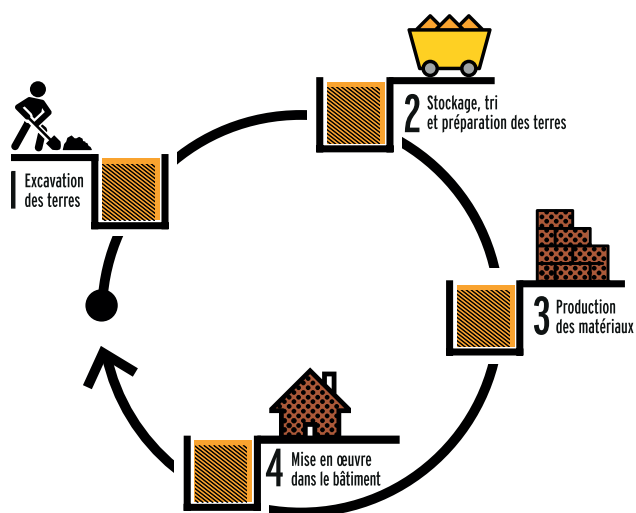 1 Excavation
des terres
2 Stockage, tri
et préparation des terres
3 Production
des matériaux
4 Mise en œuvre
dans le bâtiment